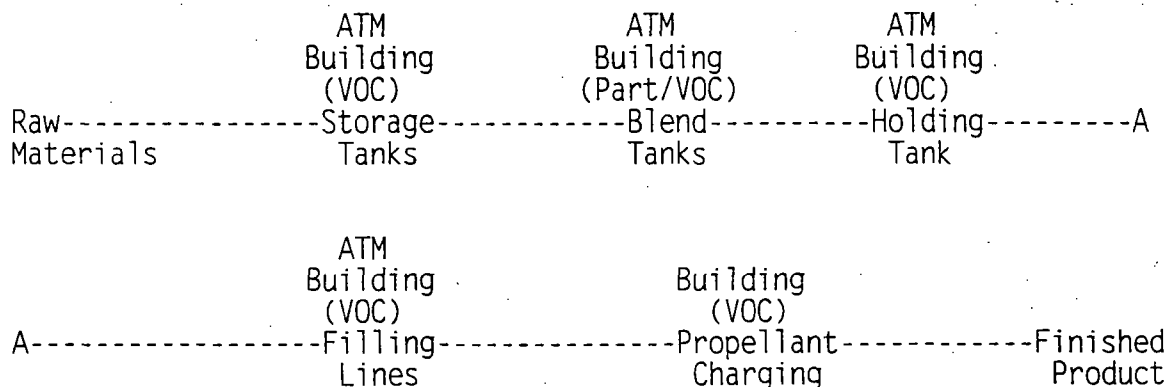 ATM ATM ATM
Building Building Building
(VOC) (Part/VOC) (VOC)
Raw---------------Storage-----------Blend----------Holding---------A
Materials Tanks Tanks Tank
ATM
Building Building
(VOC) (VOC)
A-----------------Filling--------------Propellant------------Finished
Lines Charging Product